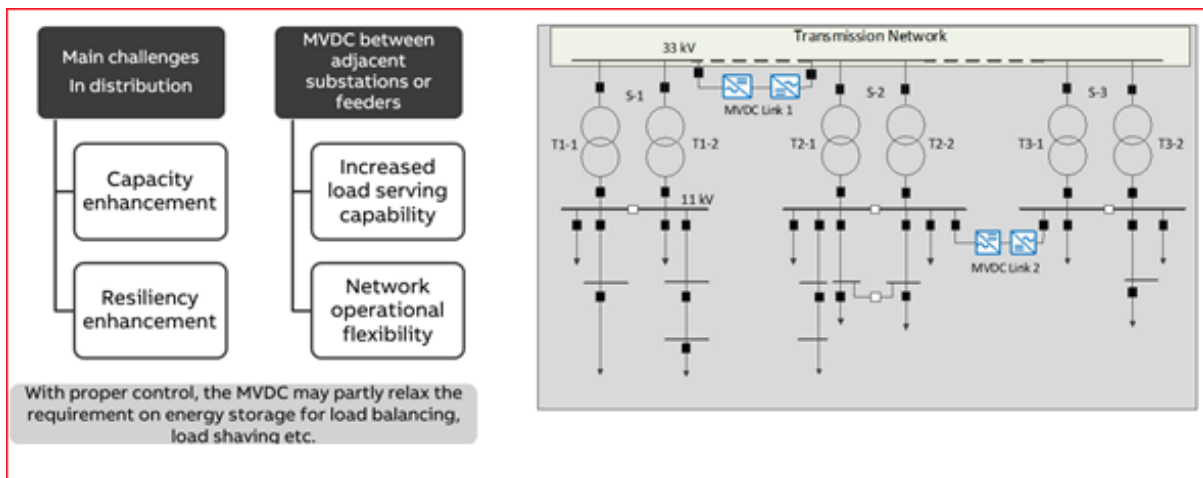 Main challenges
In distribution
Capacity
enhancement
Resiliency
enhancement
MVDC between
adjacent
substations or
feeders
Increased
load serving
capability
Network
operational
flexibility
With proper control, the MVDC may partly relax the
requirement on energy storage for load balancing,
load shaving etc.
Transmission Network
33 kV
S-1
MVDC Link 1
S-2
S-3
T1-1
T1-2
T2-1
T2-2
T3-1
T3-2
11 kV
MVDC Link 2